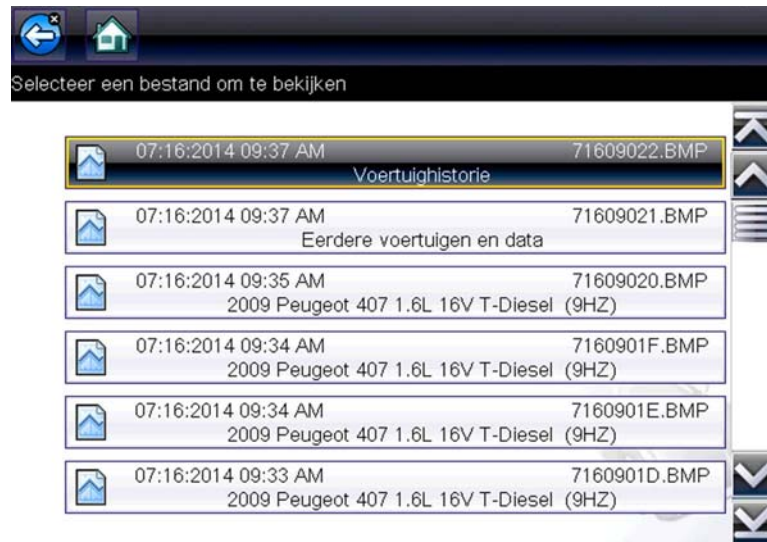 Selecteer een bestand om te bekijken
07:16:2014 09:37 AM 71609022.BMP
Voertuighistorie
07:16:2014 09:37 AM 71609021.BMP
Eerdere voertuigen en data
07:16:2014 09:35 AM 71609020.BMP
2009 Peugeot 407 1.6L 16V T-Diesel (9HZ)
07:16:2014 09:34 AM 7160901F.BMP
2009 Peugeot 407 1.6L 16V T-Diesel (9HZ)
07:16:2014 09:34 AM 7160901E.BMP
2009 Peugeot 407 1.6L 16V T-Diesel (9HZ)
07:16:2014 09:33 AM 7160901D.BMP
2009 Peugeot 407 1.6L 16V T-Diesel (9HZ)